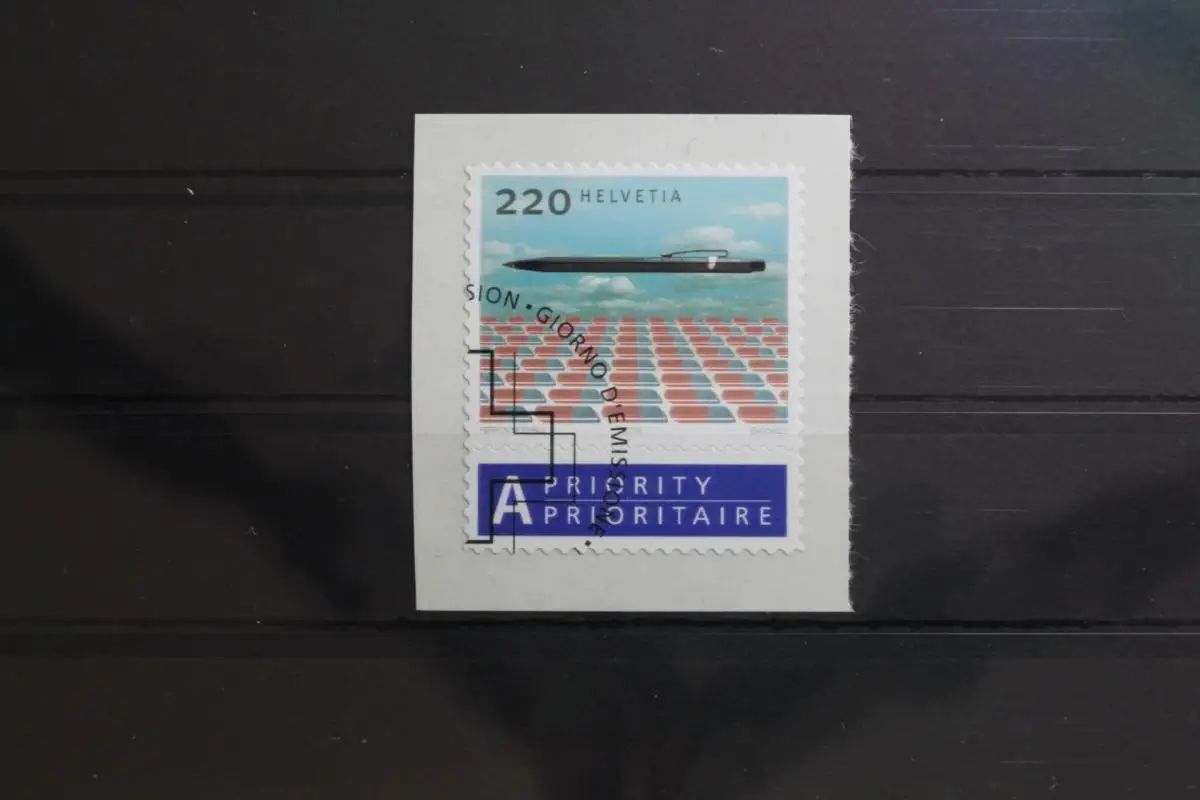 220 HELVETIA
SION · GIORNO D'EMISSIONE ·
A PRIORITY
PRIORITAIRE